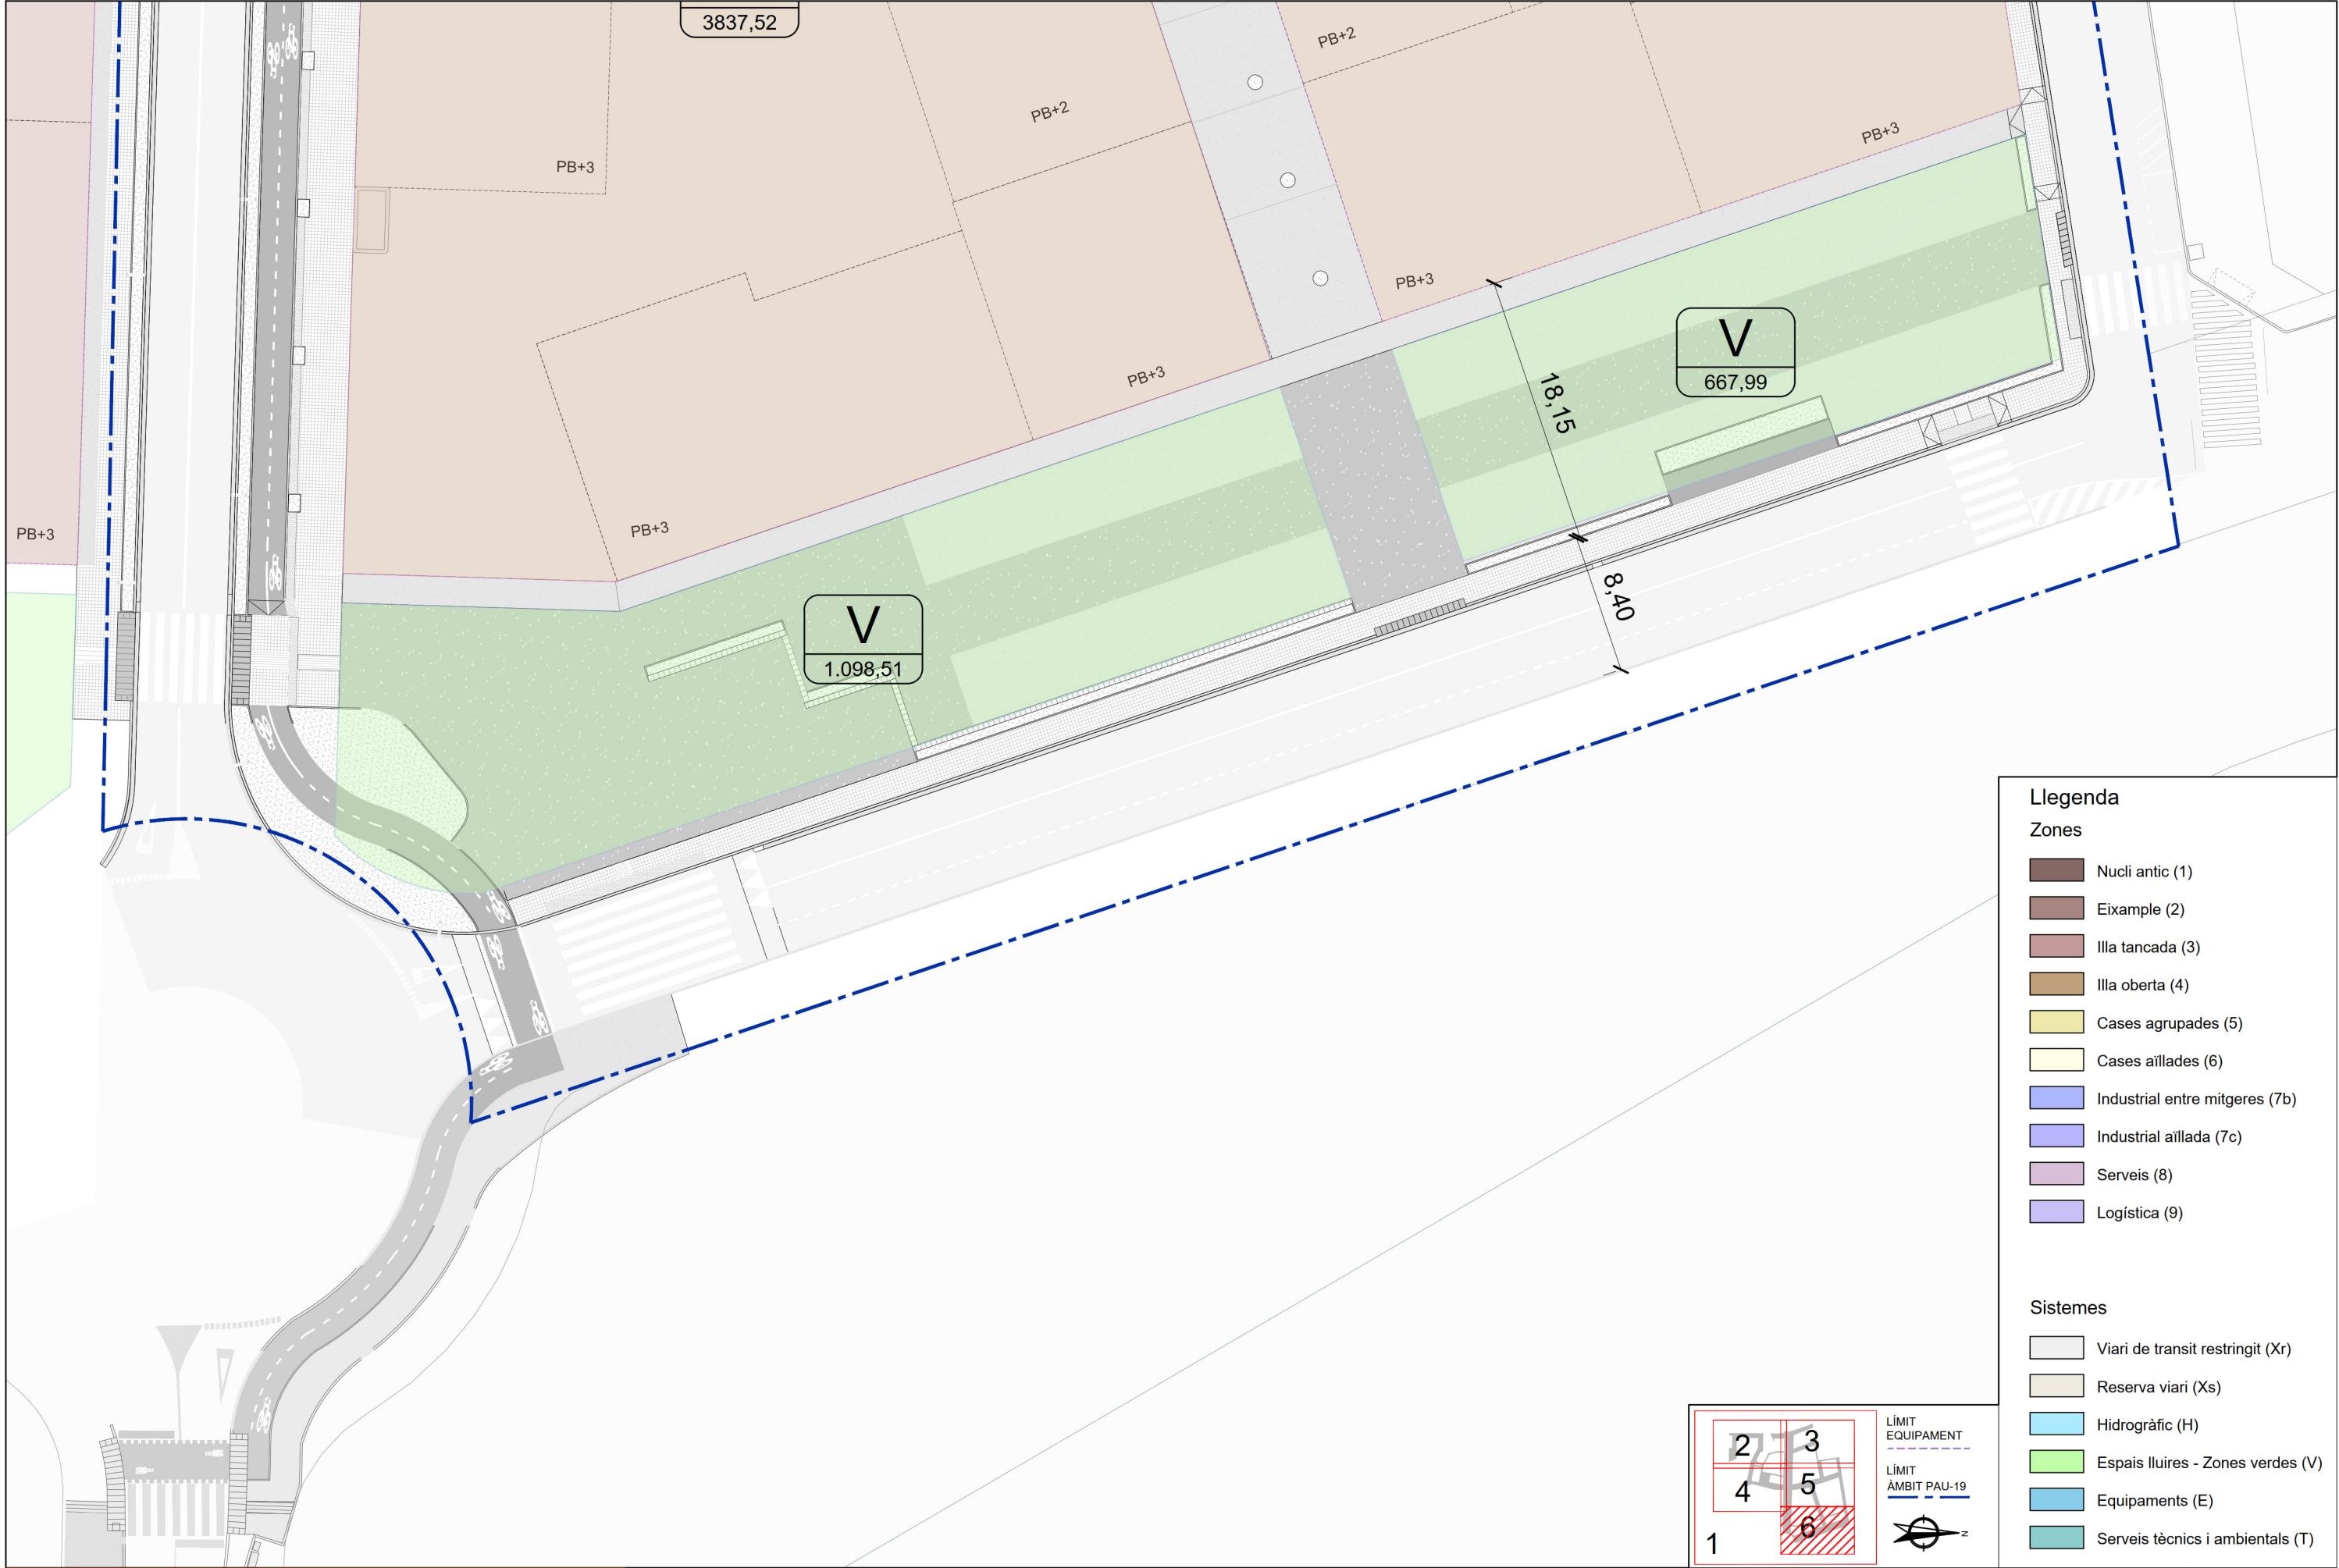 3837,52
PB+2
PB+2
PB+3
PB+3
PB+3
PB+3
PB+3
PB+3
V
667,99
18,15
8,40
V
1.098,51
Llegenda
Zones
Nucli antic (1)
Eixample (2)
Illa tancada (3)
Illa oberta (4)
Cases agrupades (5)
Cases aïllades (6)
Industrial entre mitgeres (7b)
Industrial aïllada (7c)
Serveis (8)
Logística (9)
Sistemes
Viari de transit restringit (Xr)
Reserva viari (Xs)
Hidrogràfic (H)
Espais lluires - Zones verdes (V)
Equipaments (E)
Serveis tècnics i ambientals (T)
2
3
4
5
1
6
LÍMIT
EQUIPAMENT
LÍMIT
ÀMBIT PAU-19
N